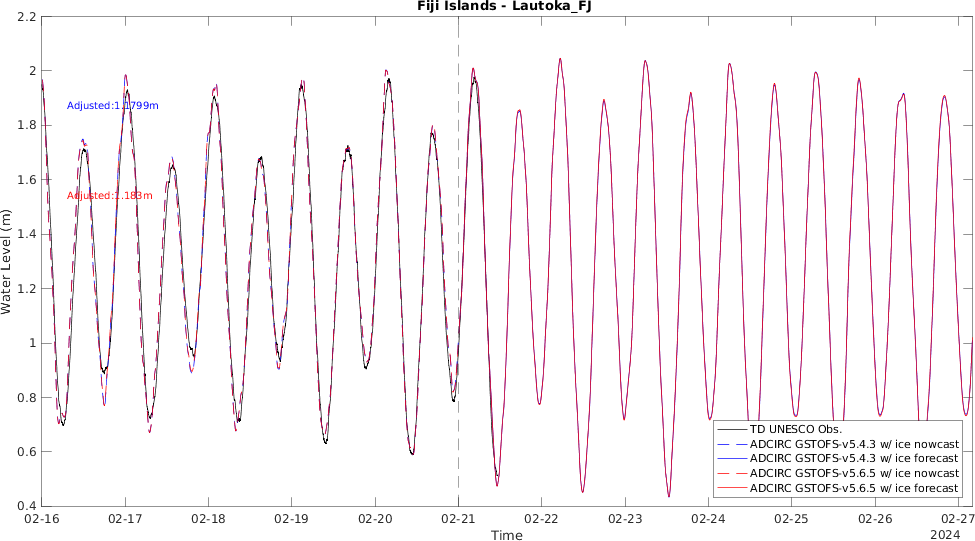 Fiji Islands - Lautoka_FJ
2.2
2
1.8
1.6
1.4
1.2
1
0.8
0.6
0.4
Water Level (m)
Adjusted:1.1799m
Adjusted:1.183m
TD UNESCO Obs.
ADCIRC GSTOFS-v5.4.3 w/ ice nowcast
ADCIRC GSTOFS-v5.4.3 w/ ice forecast
ADCIRC GSTOFS-v5.6.5 w/ ice nowcast
ADCIRC GSTOFS-v5.6.5 w/ ice forecast
02-16 02-17 02-18 02-19 02-20 02-21 02-22 02-23 02-24 02-25 02-26 02-27
Time
2024